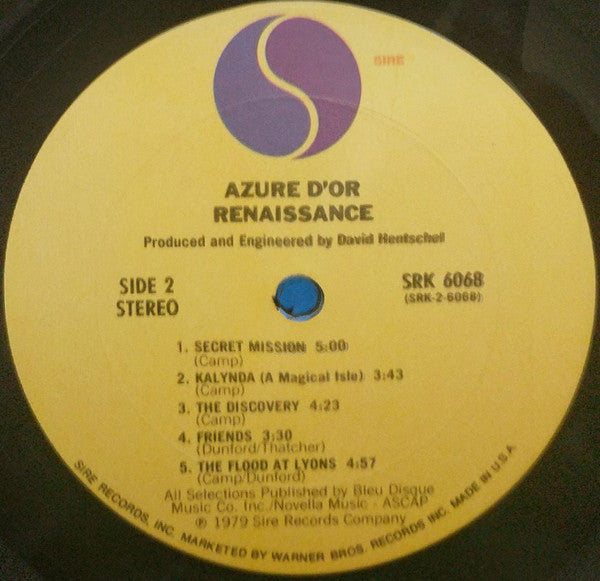 SIRE
AZURE D'OR
RENAISSANCE
Produced and Engineered by David Hentschel
SIDE 2
STEREO
SRK 6068
(SRK-2-6068)
1. SECRET MISSION 5:00
(Camp)
2. KALYNDA (A Magical Isle) 3:43
(Camp)
3. THE DISCOVERY 4:23
(Camp)
4. FRIENDS 3:30
(Dunford/Thatcher)
5. THE FLOOD AT LYONS 4:57
(Camp/Dunford)
All Selections Published by Bleu Disque
Music Co. Inc./Novella Music - ASCAP
℗ 1979 Sire Records Company
SIRE RECORDS, INC. MARKETED BY WARNER BROS. RECORDS INC. MADE IN U.S.A.